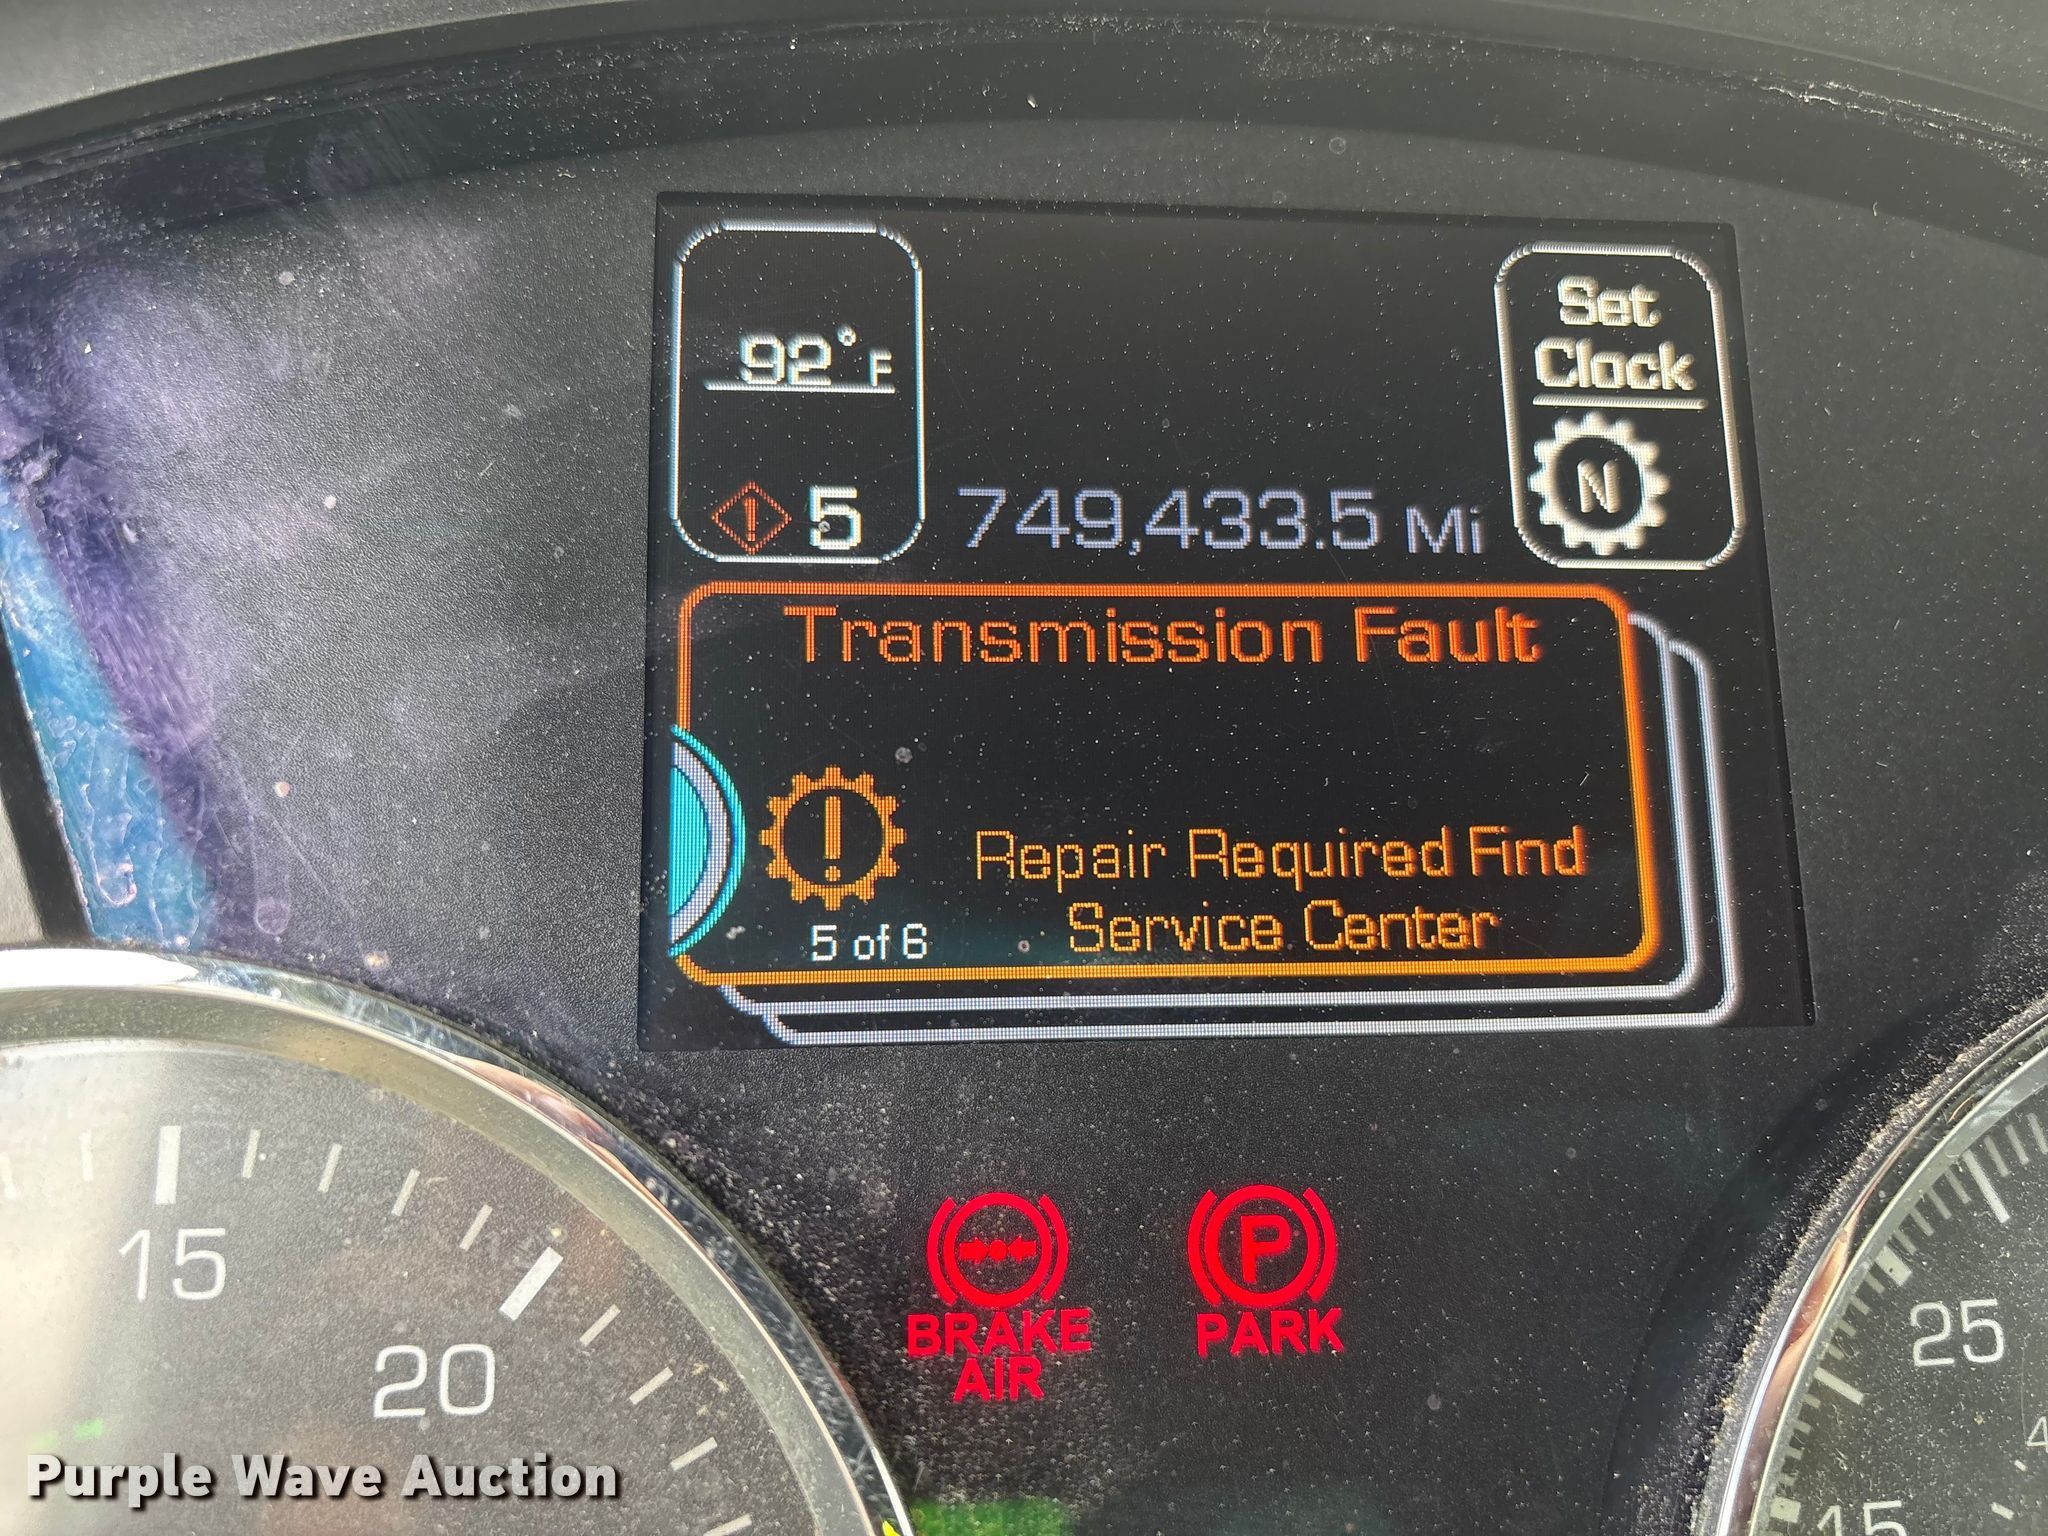 92°F
Set
Clock
N
5
749,433.5 Mi
Transmission Fault
Repair Required Find
Service Center
5 of 6
BRAKE
AIR
P
PARK
15
20
25
Purple Wave Auction